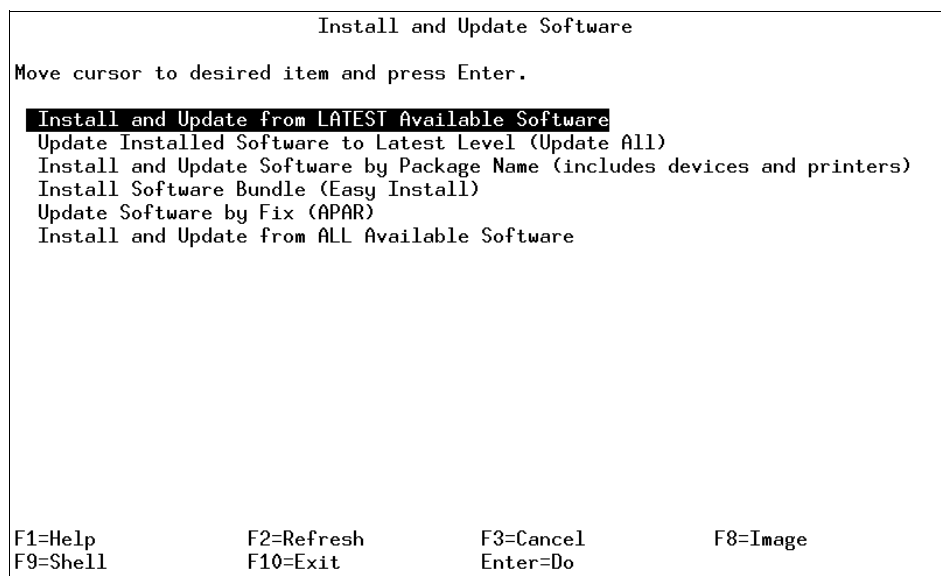 Install and Update Software
Move cursor to desired item and press Enter.
Install and Update from LATEST Available Software
Update Installed Software to Latest Level (Update All)
Install and Update Software by Package Name (includes devices and printers)
Install Software Bundle (Easy Install)
Update Software by Fix (APAR)
Install and Update from ALL Available Software
F1=Help F2=Refresh F3=Cancel F8=Image
F9=Shell F10=Exit Enter=Do